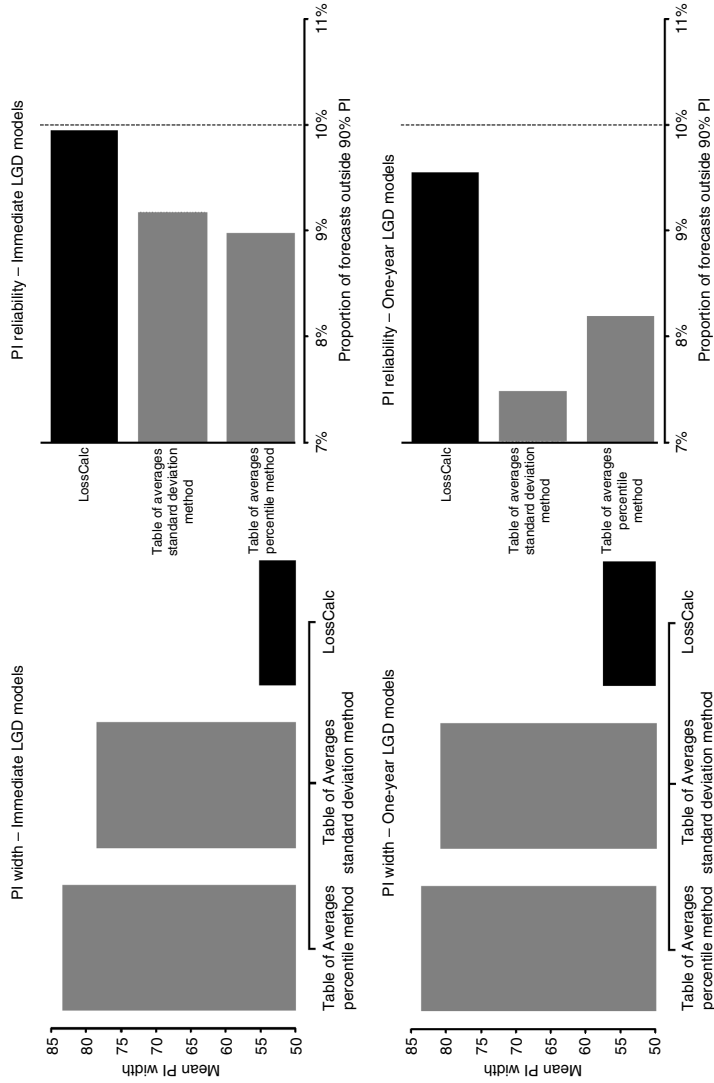 PI width – Immediate LGD models
Mean PI width
85
80
75
70
65
60
55
50
Table of Averages
percentile method
Table of Averages
standard deviation method
LossCalc
PI reliability – Immediate LGD models
LossCalc
Table of averages
standard deviation
method
Table of averages
percentile method
7%
8%
9%
10%
11%
Proportion of forecasts outside 90% PI
PI width – One-year LGD models
Mean PI width
85
80
75
70
65
60
55
50
Table of Averages
percentile method
Table of Averages
standard deviation method
LossCalc
PI reliability – One-year LGD models
LossCalc
Table of averages
standard deviation
method
Table of averages
percentile
method
7%
8%
9%
10%
11%
Proportion of forecasts outside 90% PI